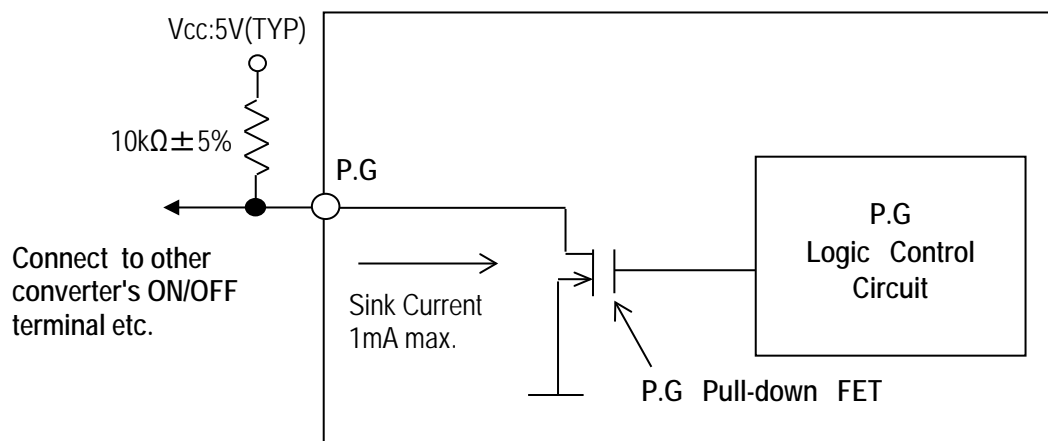 Vcc:5V(TYP)
10kΩ±5%
P.G
Connect to other
converter's ON/OFF
terminal etc.
Sink Current
1mA max.
P.G
Logic Control
Circuit
P.G Pull-down FET